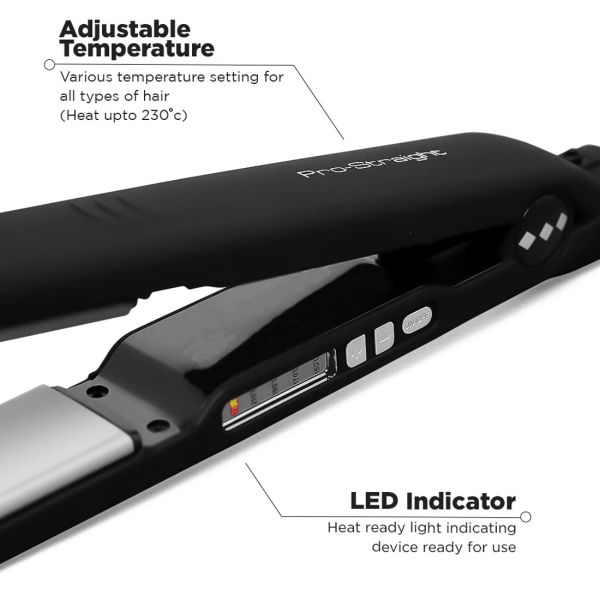 Adjustable
Temperature
Various temperature setting for
all types of hair
(Heat upto 230˚c)
Pro-Straight
LED Indicator
Heat ready light indicating
device ready for use